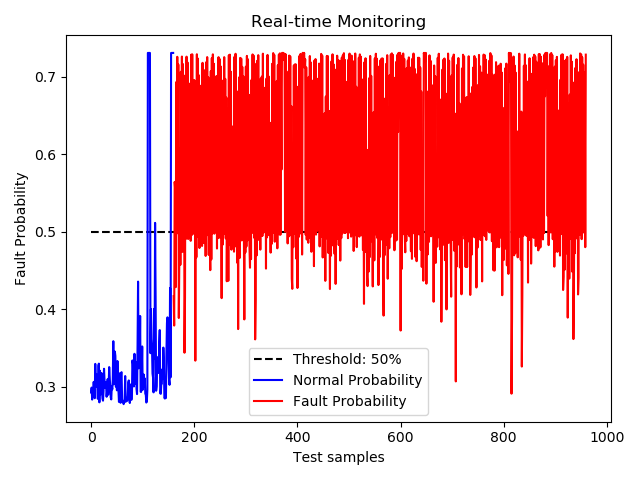 Real-time Monitoring
Fault Probability
0.7
0.6
0.5
0.4
0.3
Threshold: 50%
Normal Probability
Fault Probability
0
200
400
600
800
1000
Test samples